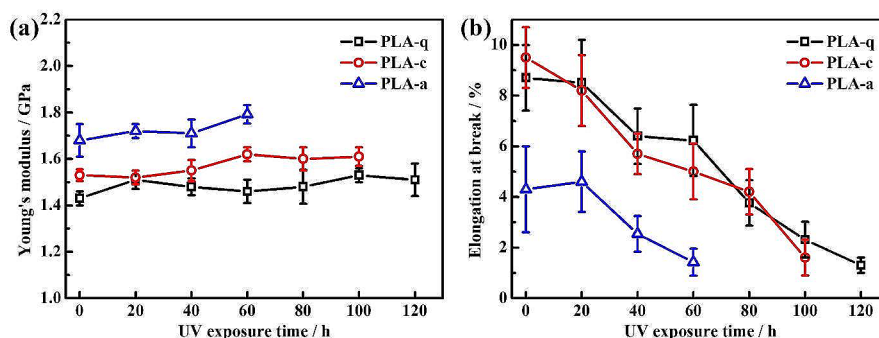 (a)
PLA-q
PLA-c
PLA-a
Young's modulus / GPa
2.2
2.0
1.8
1.6
1.4
1.2
1.0
0 20 40 60 80 100 120
UV exposure time / h
(b)
PLA-q
PLA-c
PLA-a
Elongation at break / %
10
8
6
4
2
0
0 20 40 60 80 100 120
UV exposure time / h